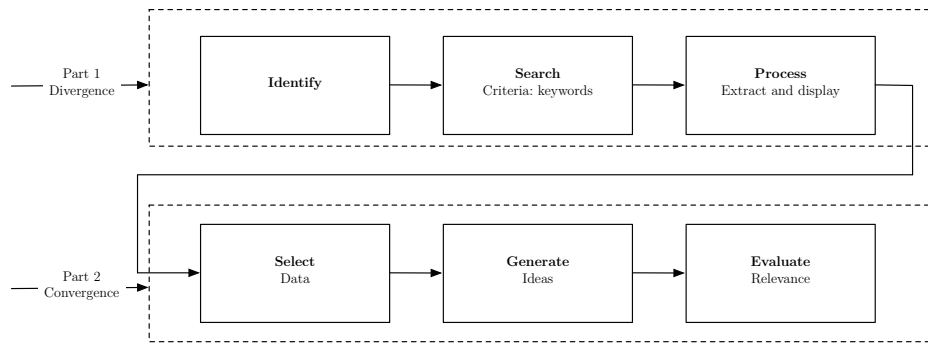 Part 1
Divergence
Identify
Search
Criteria: keywords
Process
Extract and display
Part 2
Convergence
Select
Data
Generate
Ideas
Evaluate
Relevance